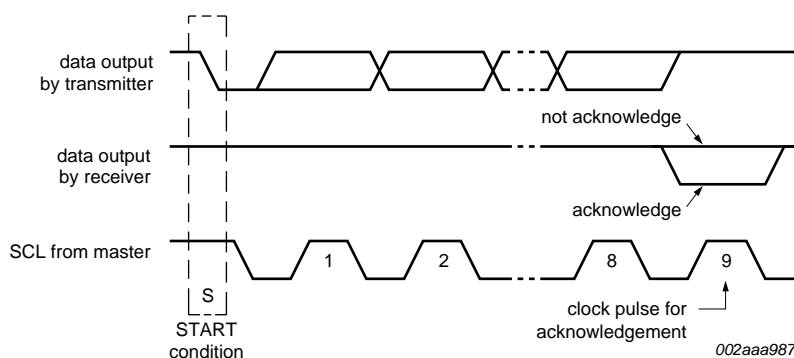 data output
by transmitter
not acknowledge
data output
by receiver
acknowledge
SCL from master
1
2
8
9
S
START
condition
clock pulse for
acknowledgement
002aaa987